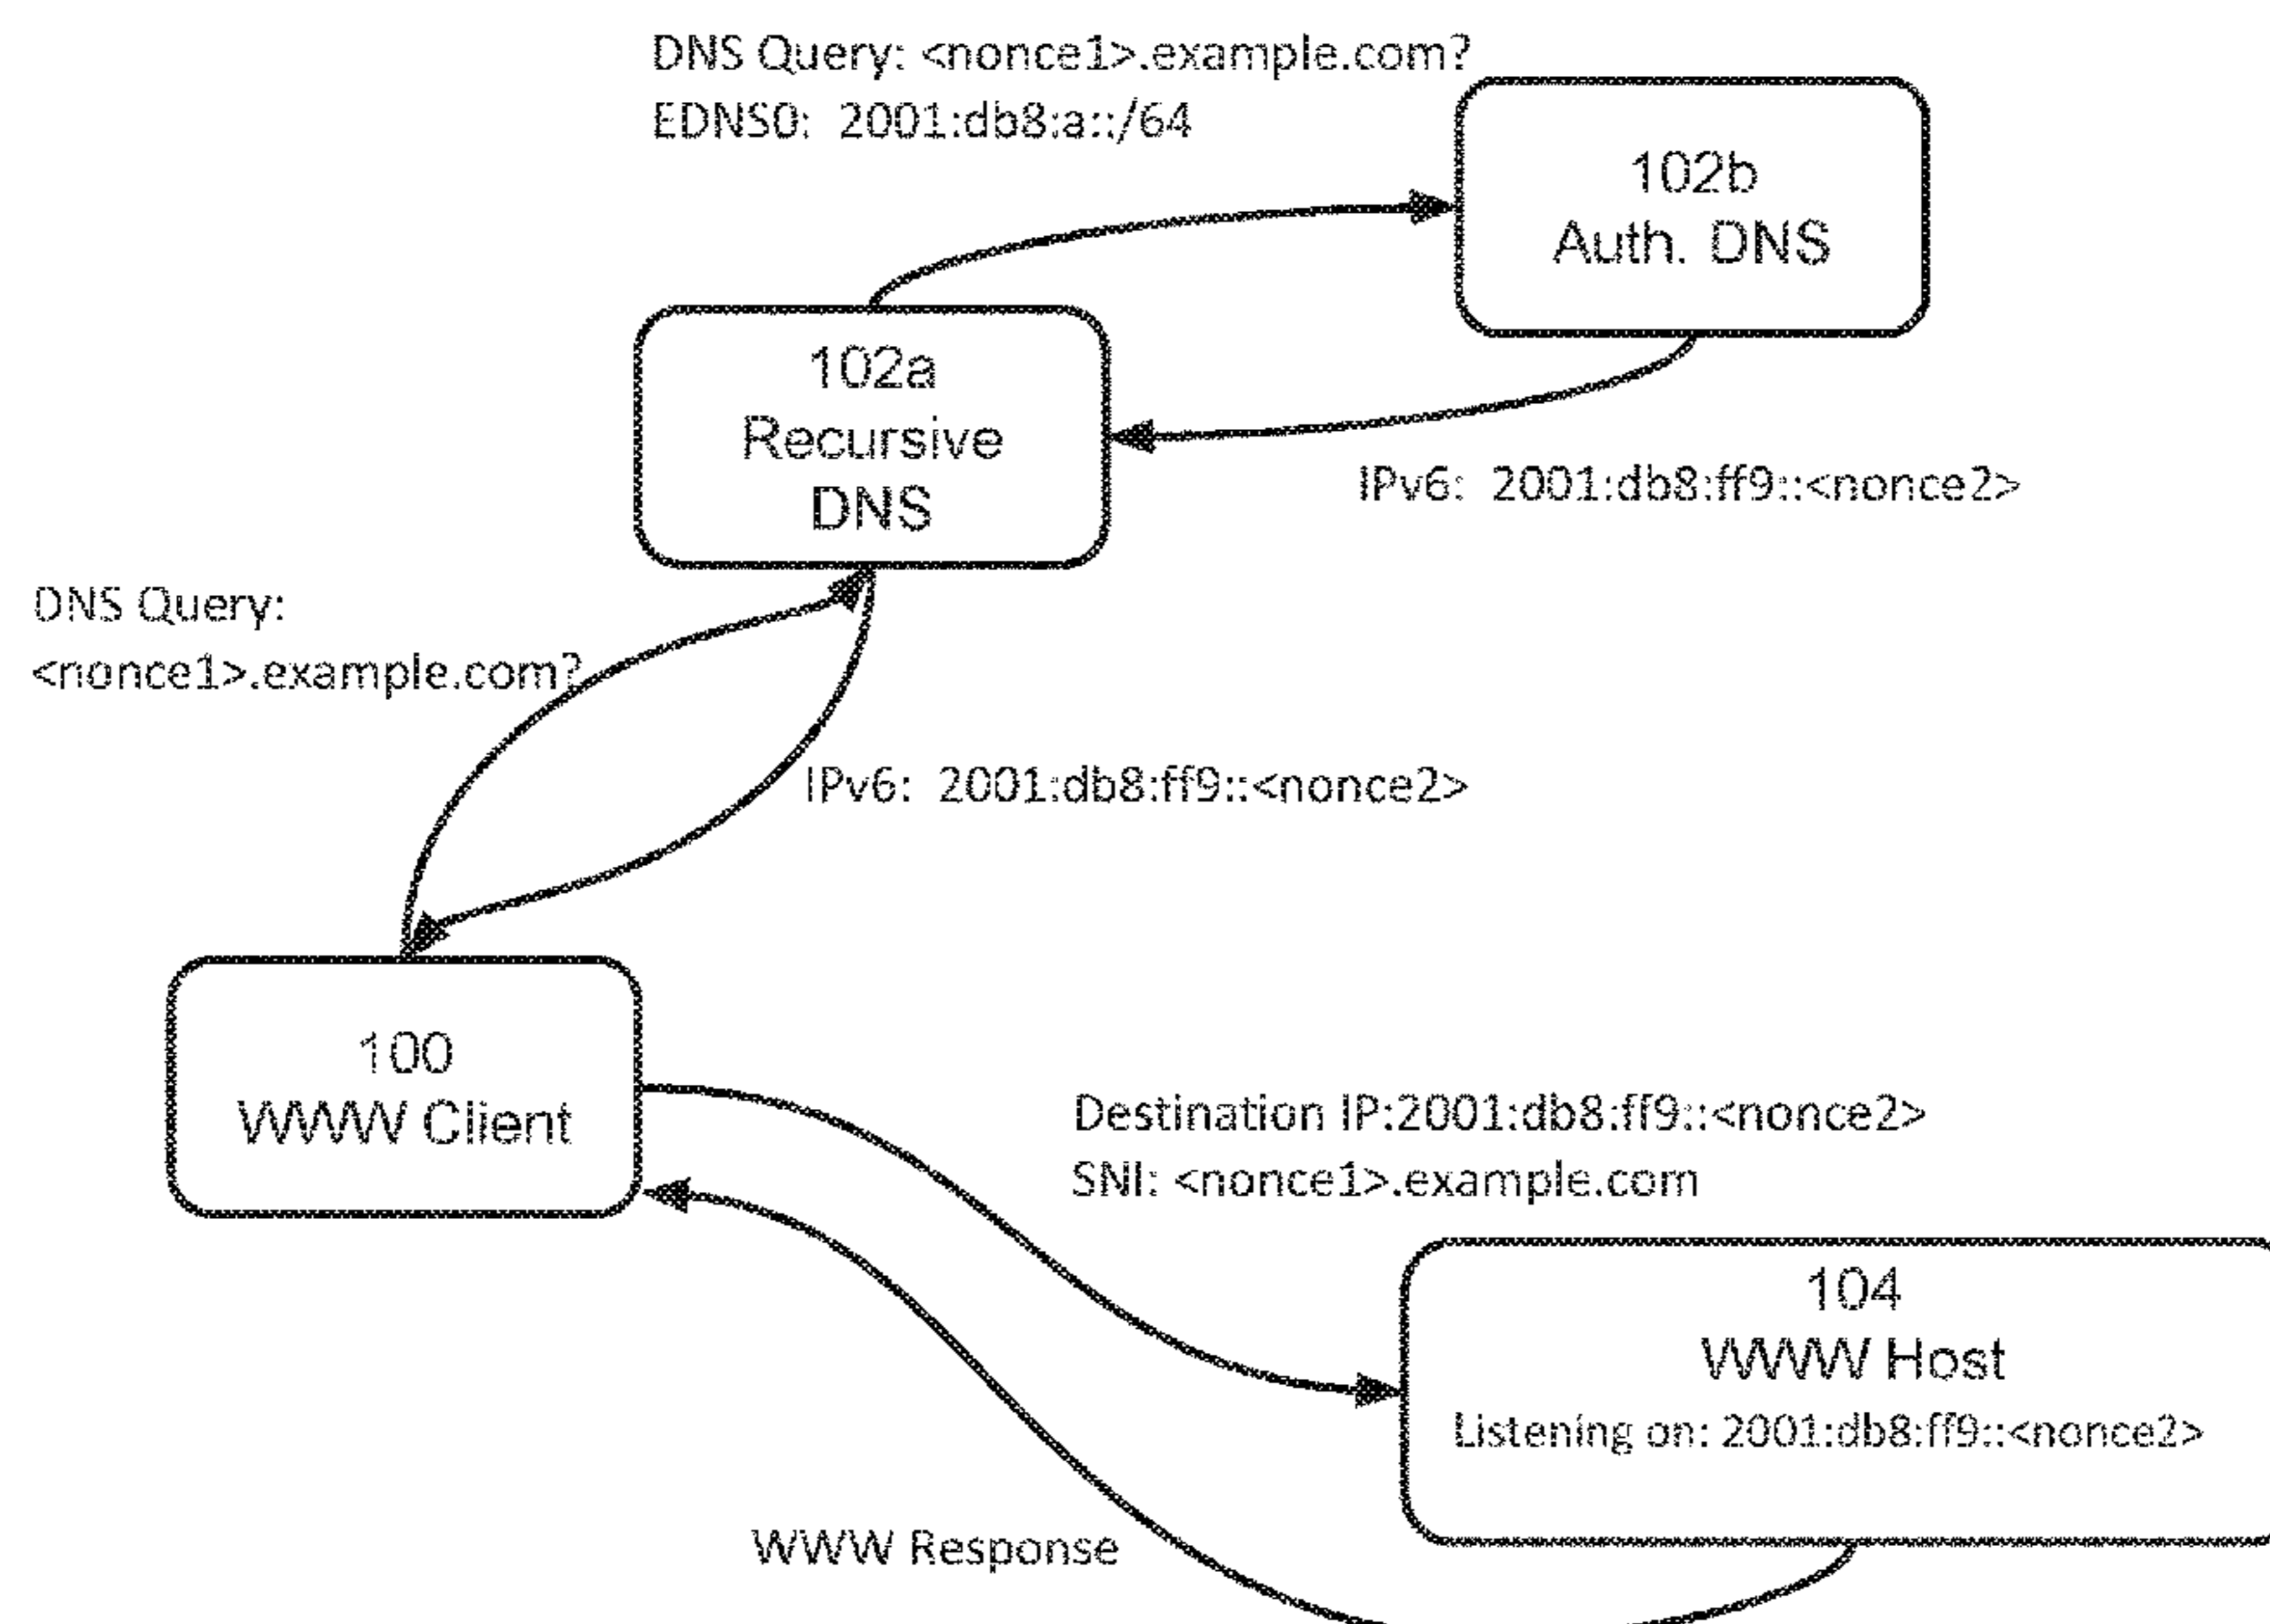 DNS Query: <nonce1>.example.com?
EDNS0: 2001:db8:a::/64
102b
Auth. DNS
102a
Recursive
DNS
IPv6: 2001:db8:ff9::<nonce2>
DNS Query:
<nonce1>.example.com?
IPv6: 2001:db8:ff9::<nonce2>
100
WWW Client
Destination IP:2001:db8:ff9::<nonce2>
SNI: <nonce1>.example.com
104
WWW Host
Listening on: 2001:db8:ff9::<nonce2>
WWW Response